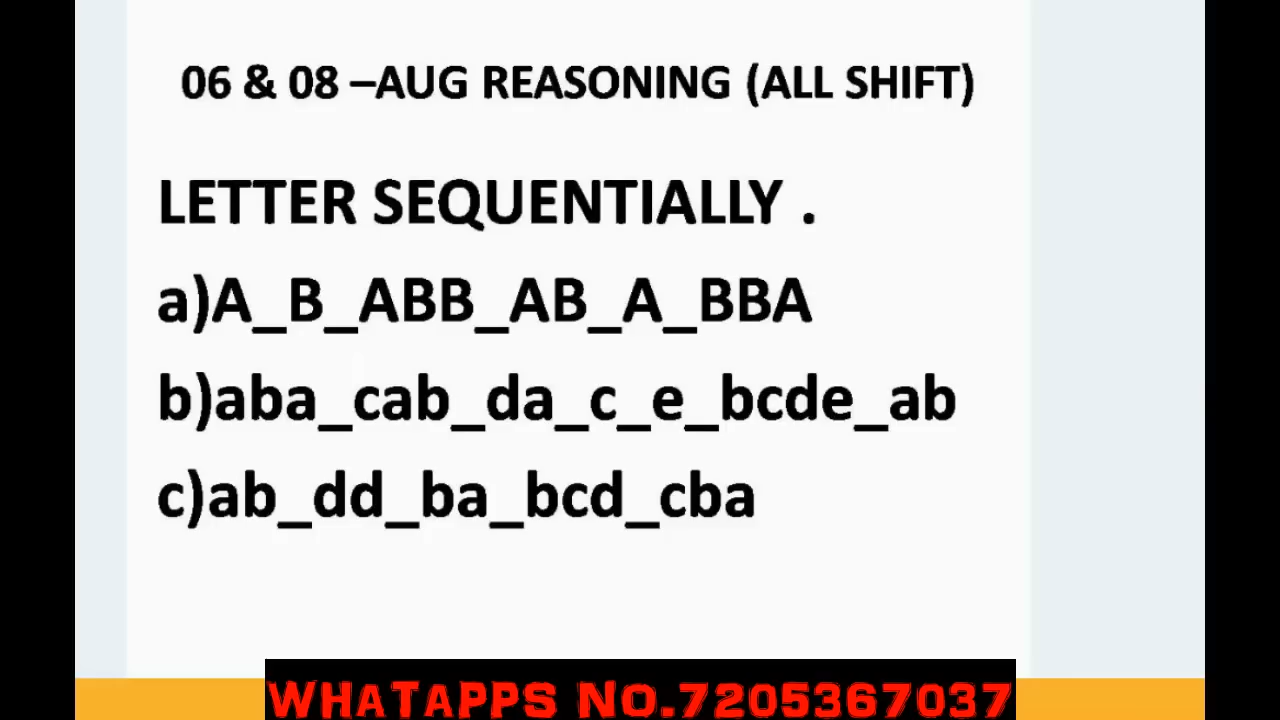 06 & 08 –AUG REASONING (ALL SHIFT)
LETTER SEQUENTIALLY .
a)A_B_ABB_AB_A_BBA
b)aba_cab_da_c_e_bcde_ab
c)ab_dd_ba_bcd_cba
WHATAPPS NO.7205367037